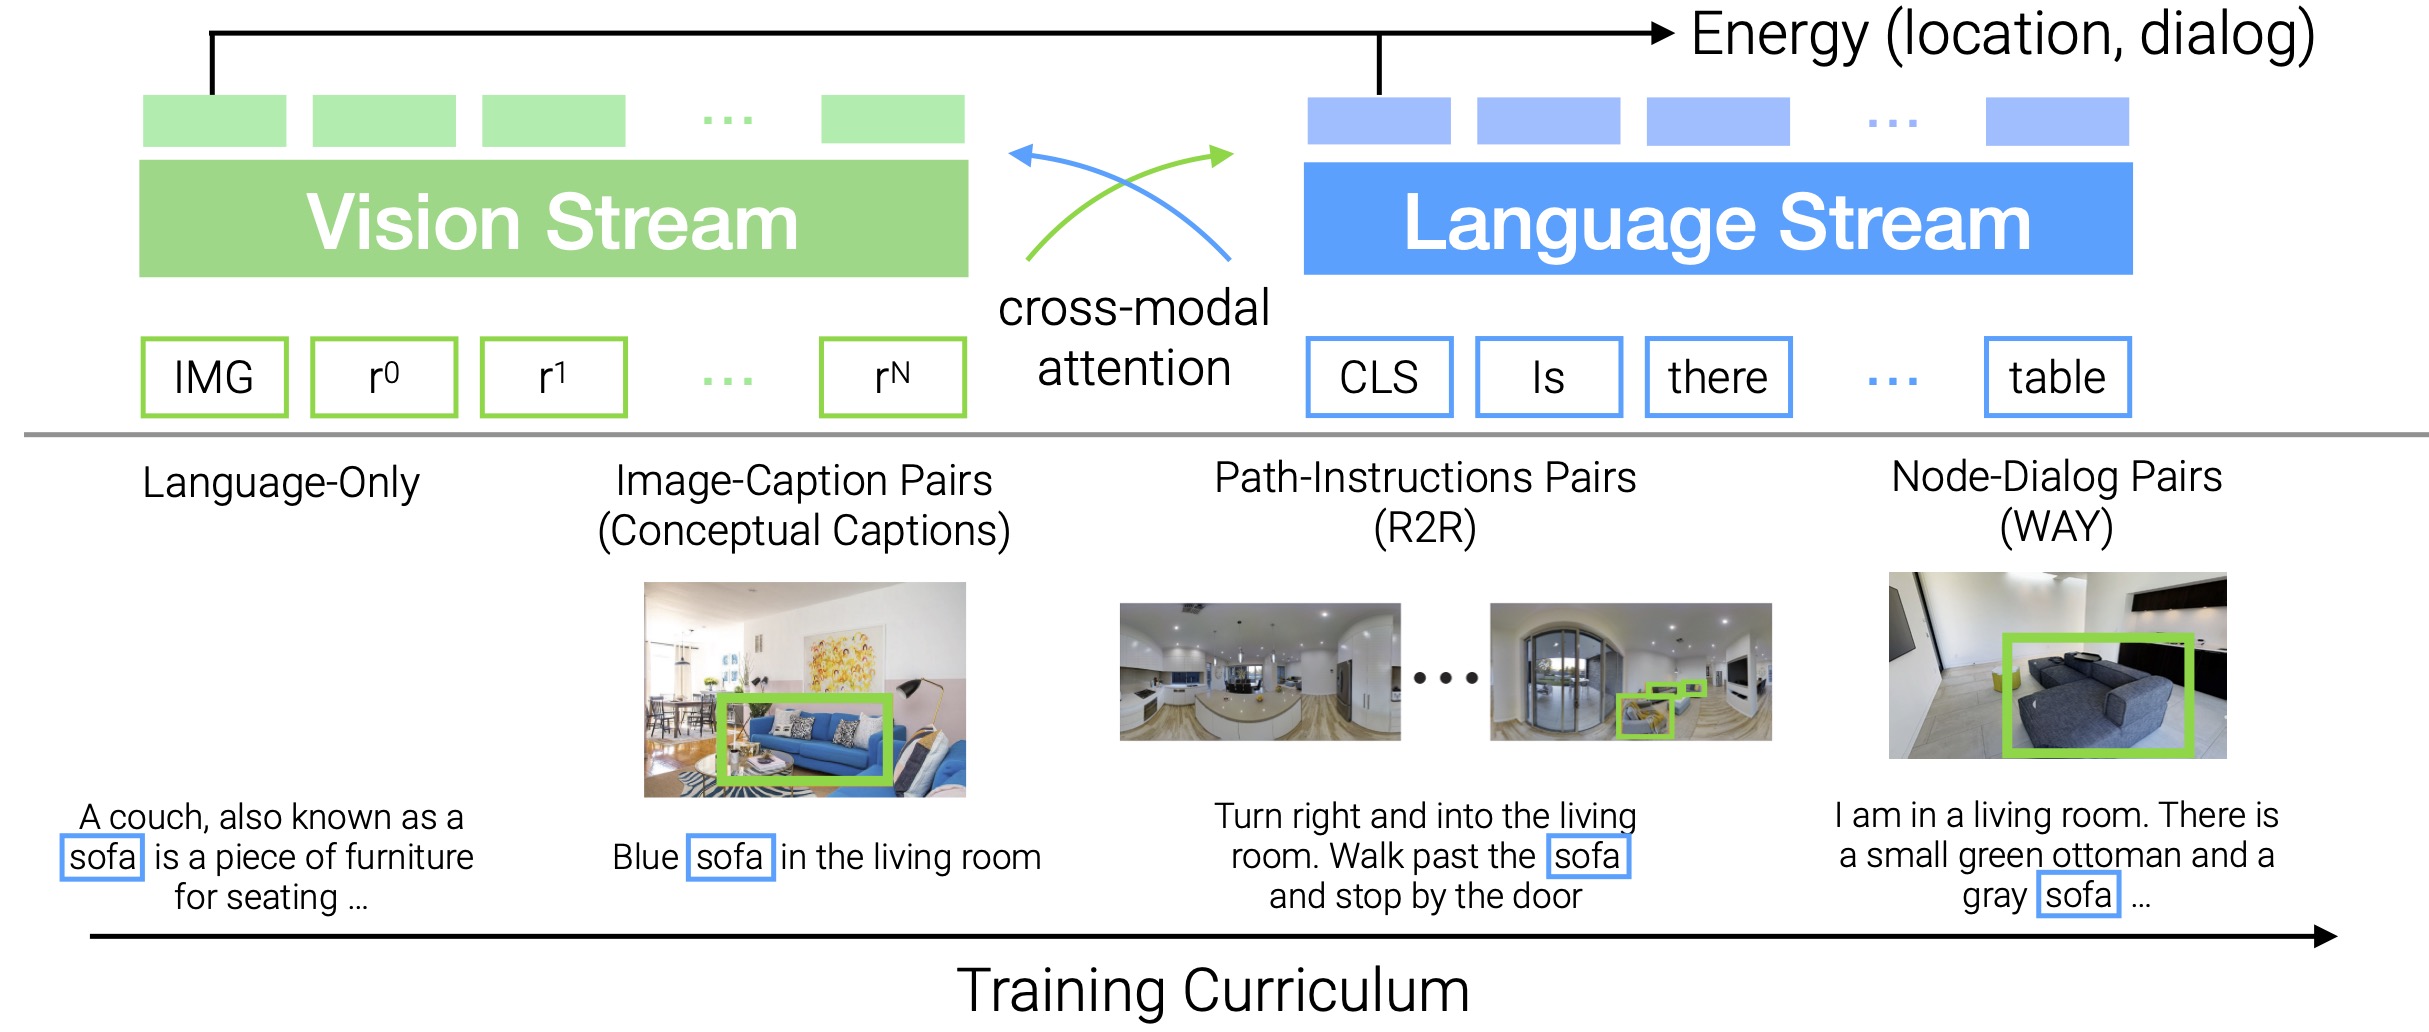 Energy (location, dialog)
... ...
Vision Stream
Language Stream
cross-modal
attention
IMG r⁰ r¹ ... rᴺ
CLS Is there ... table
Language-Only
Image-Caption Pairs
(Conceptual Captions)
Path-Instructions Pairs
(R2R)
Node-Dialog Pairs
(WAY)
...
A couch, also known as a
sofa is a piece of furniture
for seating ...
Blue sofa in the living room
Turn right and into the living
room. Walk past the sofa
and stop by the door
I am in a living room. There is
a small green ottoman and a
gray sofa ...
Training Curriculum